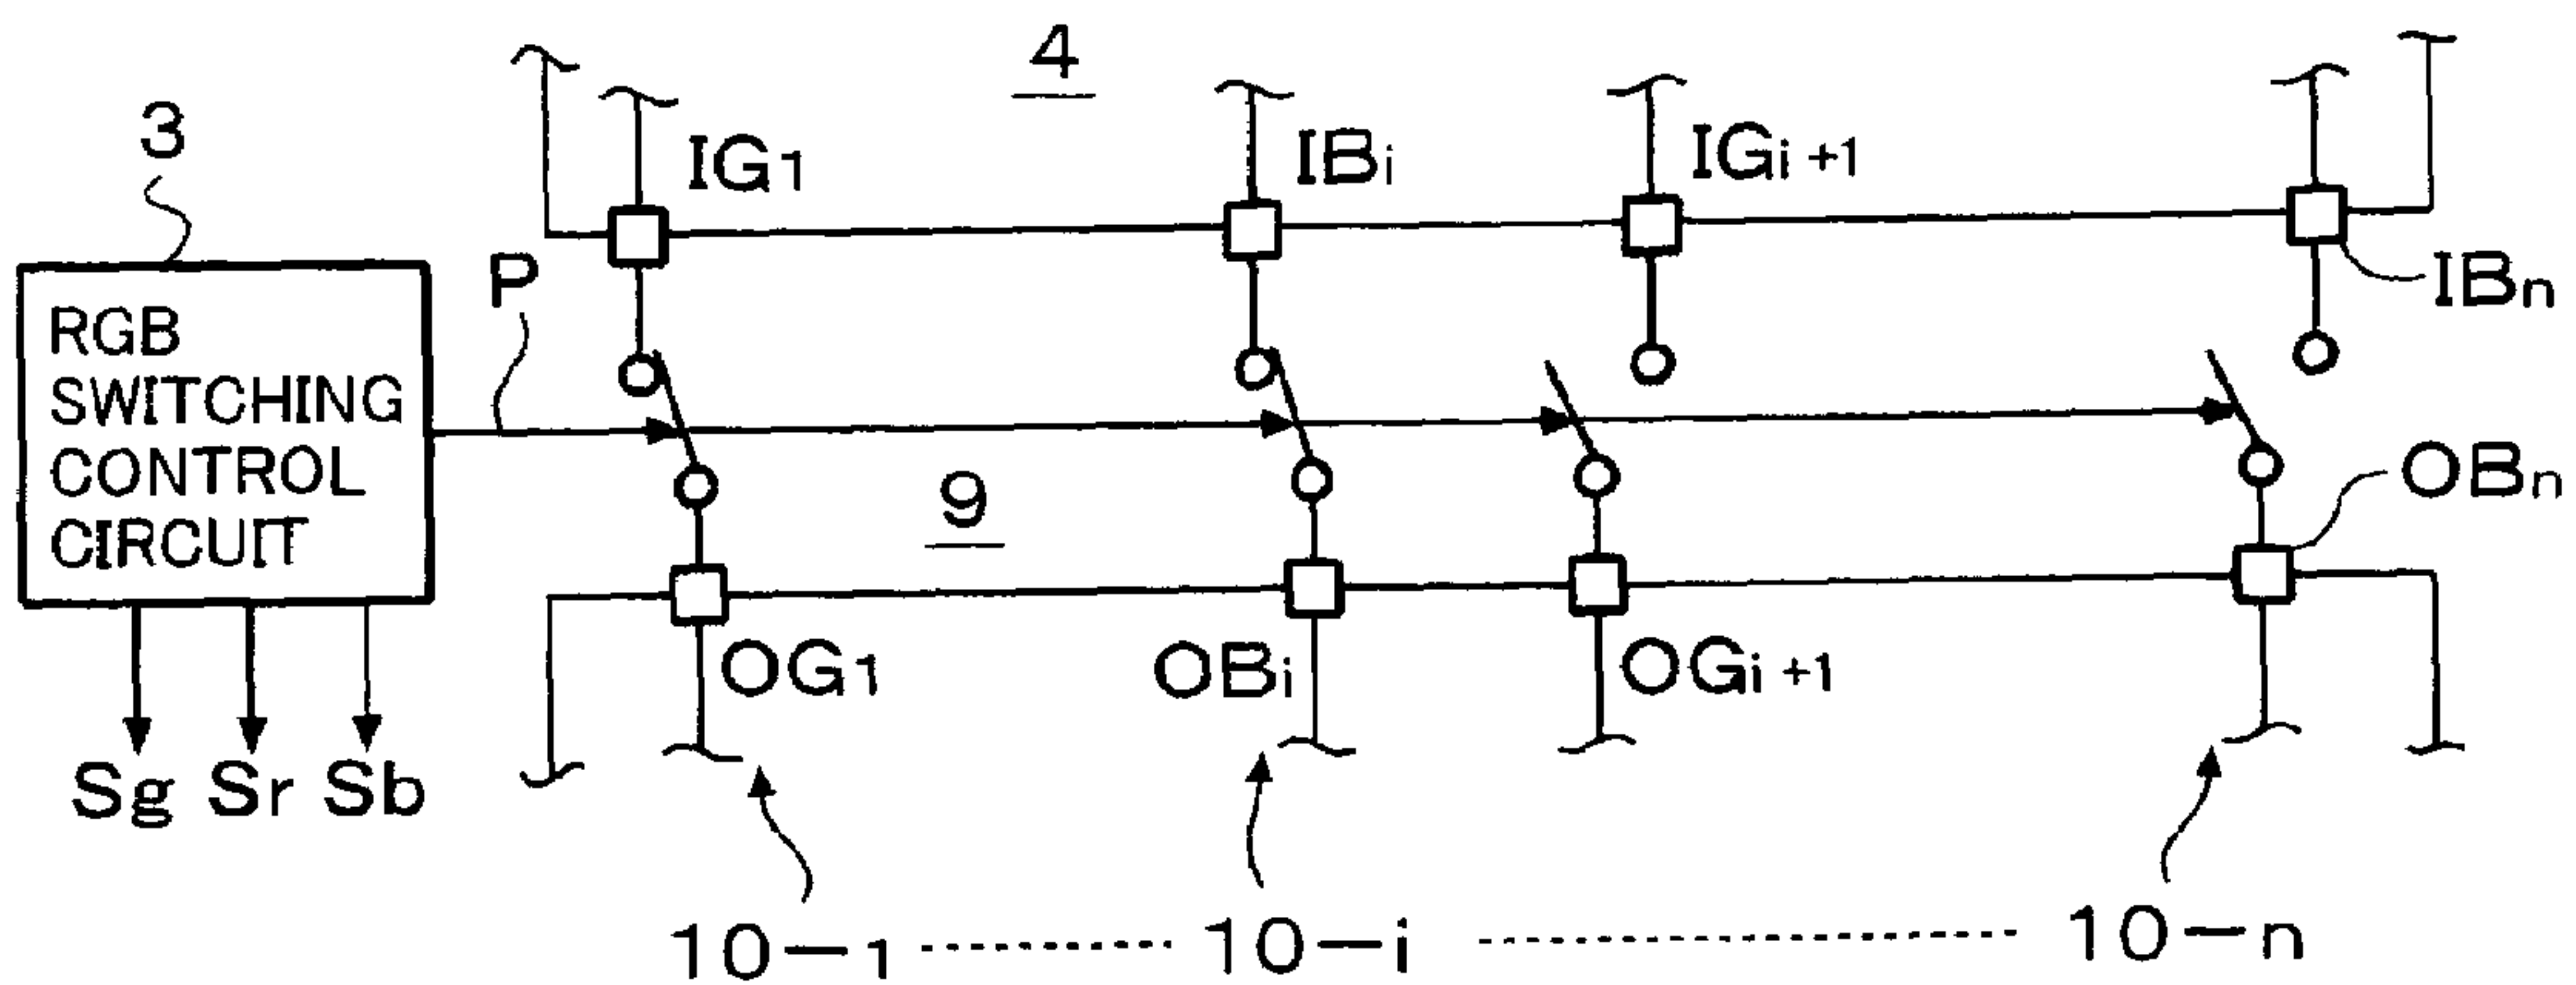 4
3
IG1
IBi
IGi+1
IBn
P
RGB
SWITCHING
CONTROL
CIRCUIT
9
OBn
OG1
OBi
OGi+1
Sg Sr Sb
10-1 ........ 10-i ................ 10-n